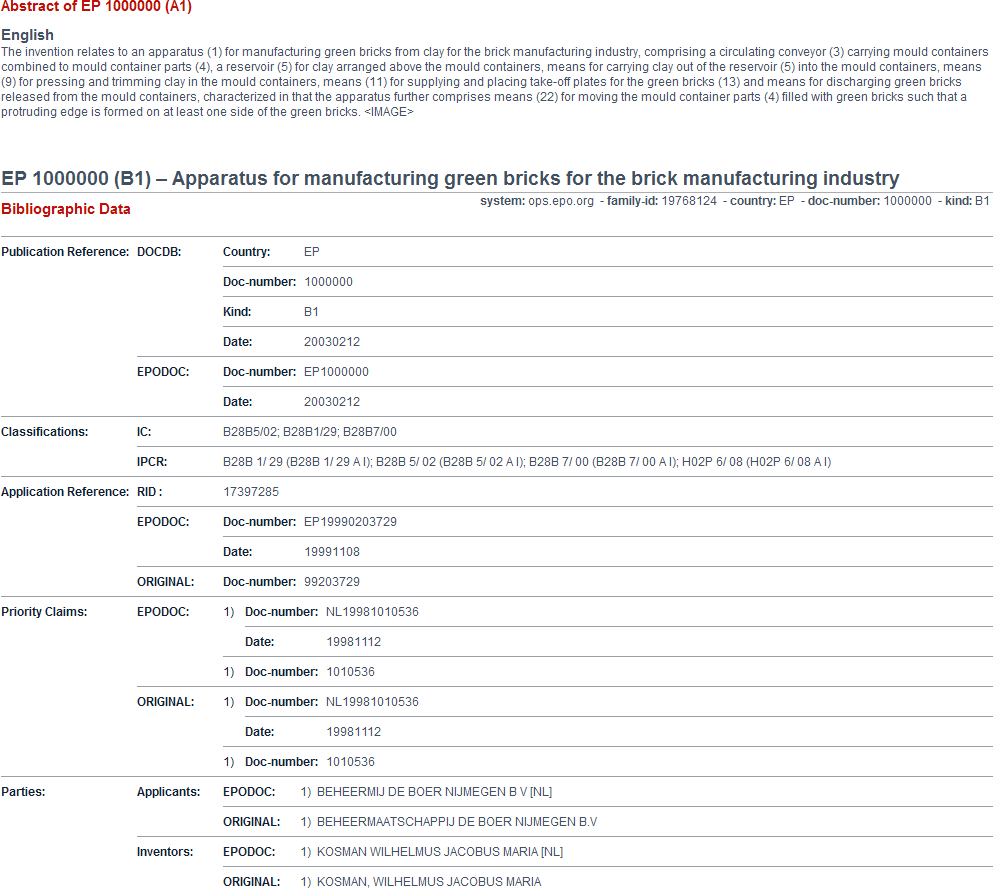 Abstract of EP 1000000 (A1)
English
The invention relates to an apparatus (1) for manufacturing green bricks from clay for the brick manufacturing industry, comprising a circulating conveyor (3) carrying mould containers
combined to mould container parts (4), a reservoir (5) for clay arranged above the mould containers, means for carrying clay out of the reservoir (5) into the mould containers, means
(9) for pressing and trimming clay in the mould containers, means (11) for supplying and placing take-off plates for the green bricks (13) and means for discharging green bricks
released from the mould containers, characterized in that the apparatus further comprises means (22) for moving the mould container parts (4) filled with green bricks such that a
protruding edge is formed on at least one side of the green bricks. <IMAGE>
EP 1000000 (B1) – Apparatus for manufacturing green bricks for the brick manufacturing industry
Bibliographic Data system: ops.epo.org - family-id: 19768124 - country: EP - doc-number: 1000000 - kind: B1
Publication Reference: DOCDB: Country: EP
Doc-number: 1000000
Kind: B1
Date: 20030212
EPODOC: Doc-number: EP1000000
Date: 20030212
Classifications: IC: B28B5/02; B28B1/29; B28B7/00
IPCR: B28B 1/ 29 (B28B 1/ 29 A I); B28B 5/ 02 (B28B 5/ 02 A I); B28B 7/ 00 (B28B 7/ 00 A I); H02P 6/ 08 (H02P 6/ 08 A I)
Application Reference: RID : 17397285
EPODOC: Doc-number: EP19990203729
Date: 19991108
ORIGINAL: Doc-number: 99203729
Priority Claims: EPODOC: 1) Doc-number: NL19981010536
Date: 19981112
1) Doc-number: 1010536
ORIGINAL: 1) Doc-number: NL19981010536
Date: 19981112
1) Doc-number: 1010536
Parties: Applicants: EPODOC: 1) BEHEERMIJ DE BOER NIJMEGEN B V [NL]
ORIGINAL: 1) BEHEERMAATSCHAPPIJ DE BOER NIJMEGEN B.V
Inventors: EPODOC: 1) KOSMAN WILHELMUS JACOBUS MARIA [NL]
ORIGINAL: 1) KOSMAN, WILHELMUS JACOBUS MARIA